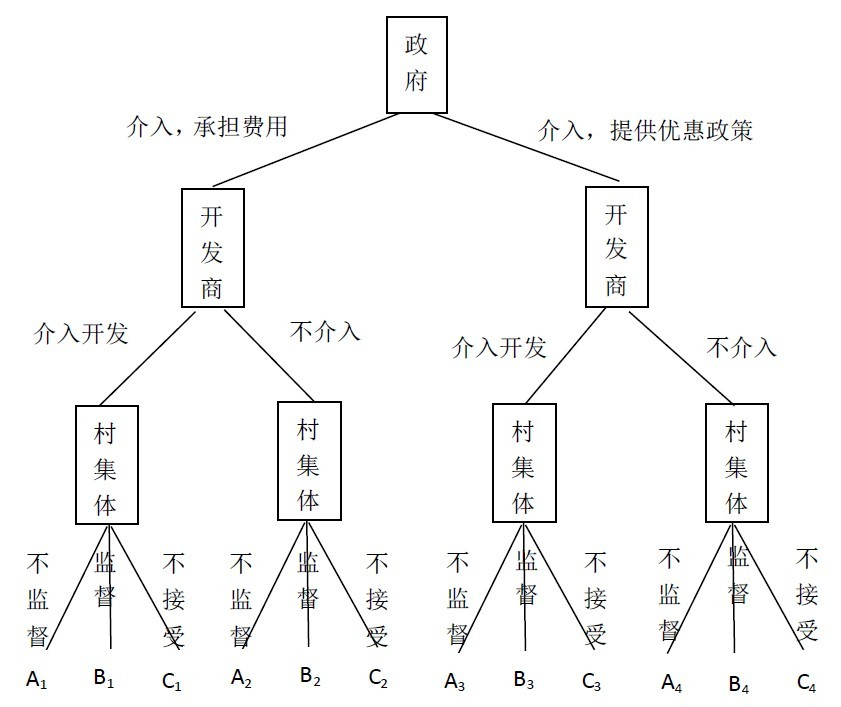 政府
介入，承担费用
介入，提供优惠政策
开发商
开发商
介入开发
不介入
介入开发
不介入
村集体
村集体
村集体
村集体
不监督
监督
不接受
不监督
监督
不接受
不监督
监督
不接受
不监督
监督
不接受
A₁
B₁
C₁
A₂
B₂
C₂
A₃
B₃
C₃
A₄
B₄
C₄